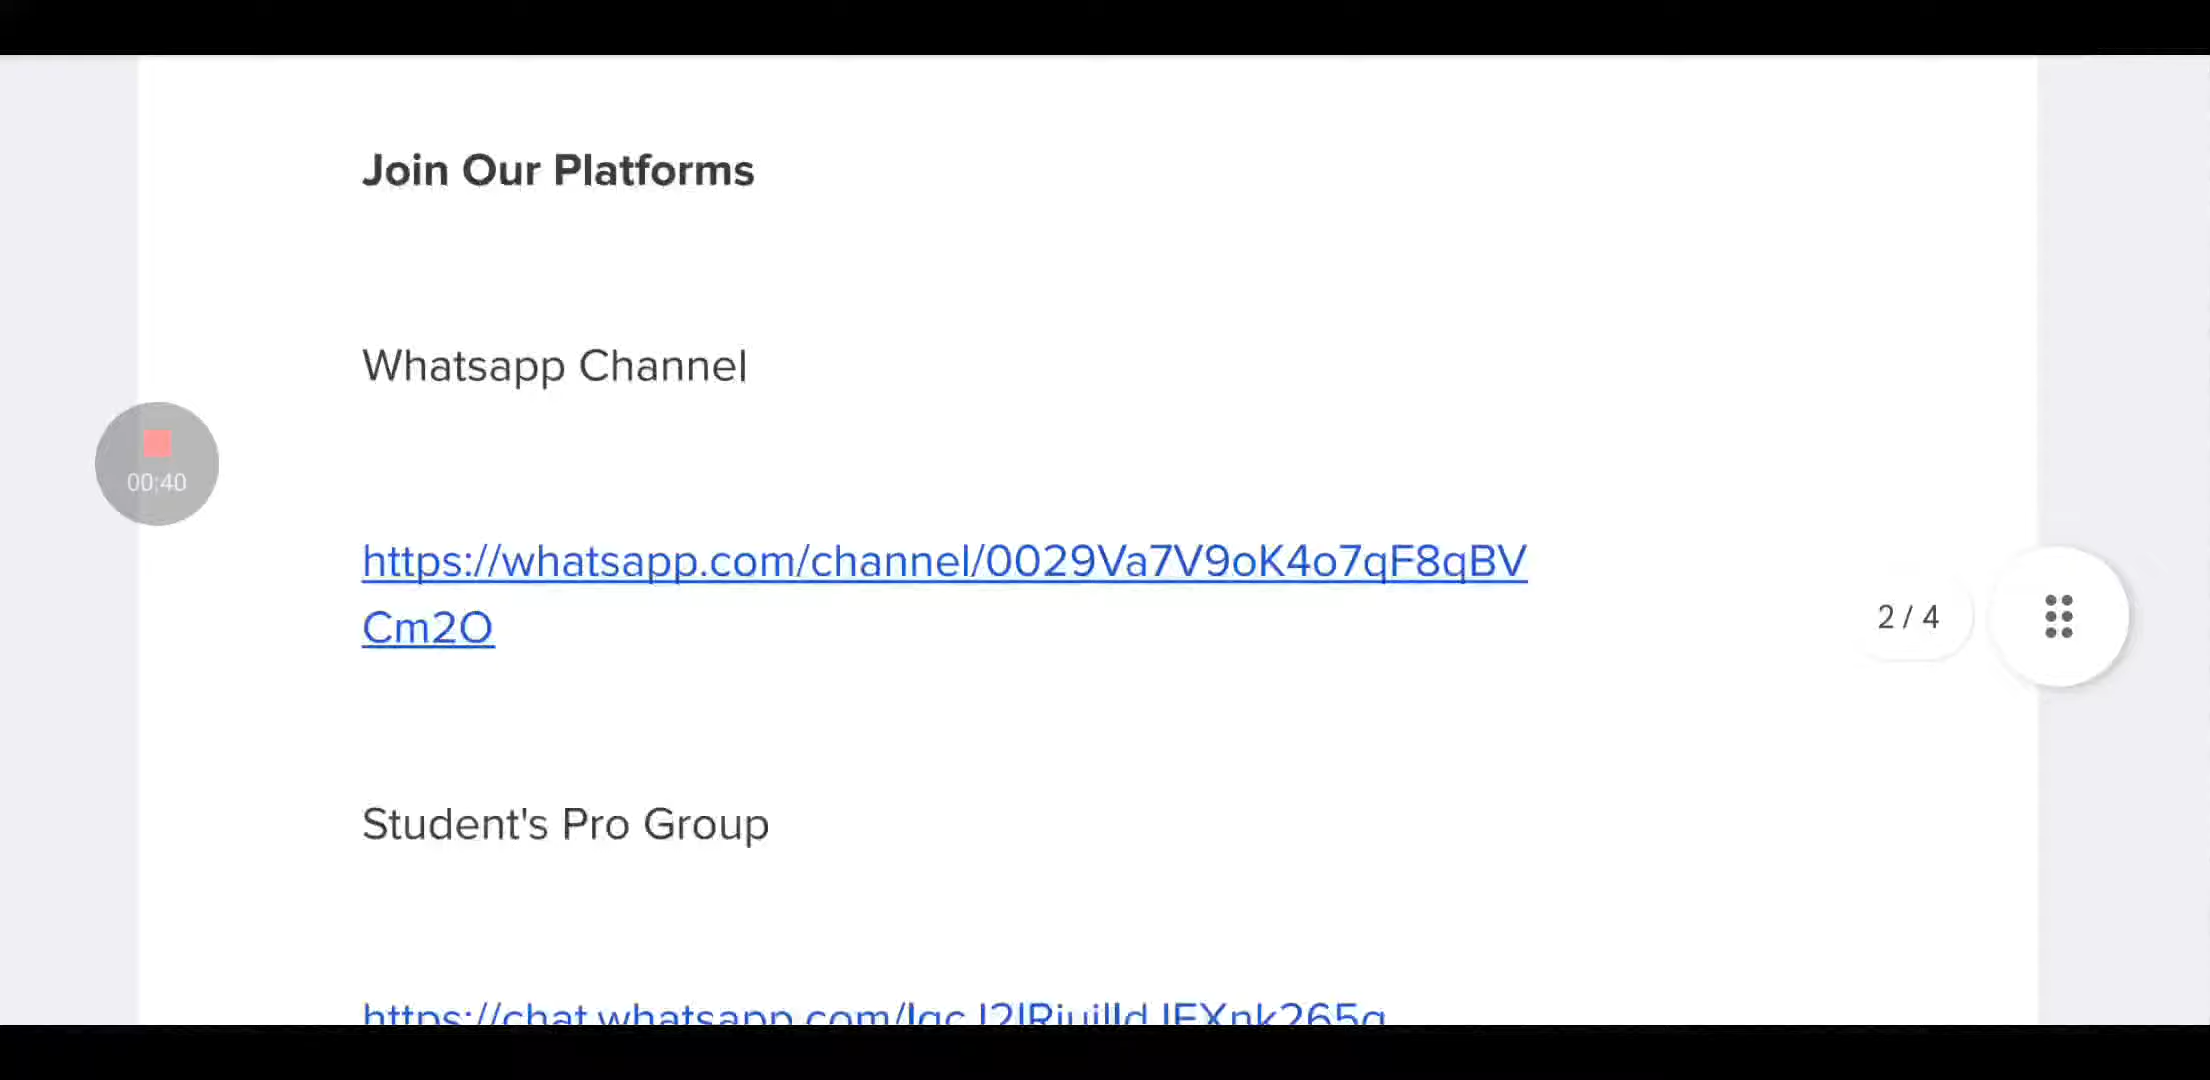 Join Our Platforms
Whatsapp Channel
00:40
https://whatsapp.com/channel/0029Va7V9oK4o7qF8qBV
Cm2O
2 / 4
Student's Pro Group